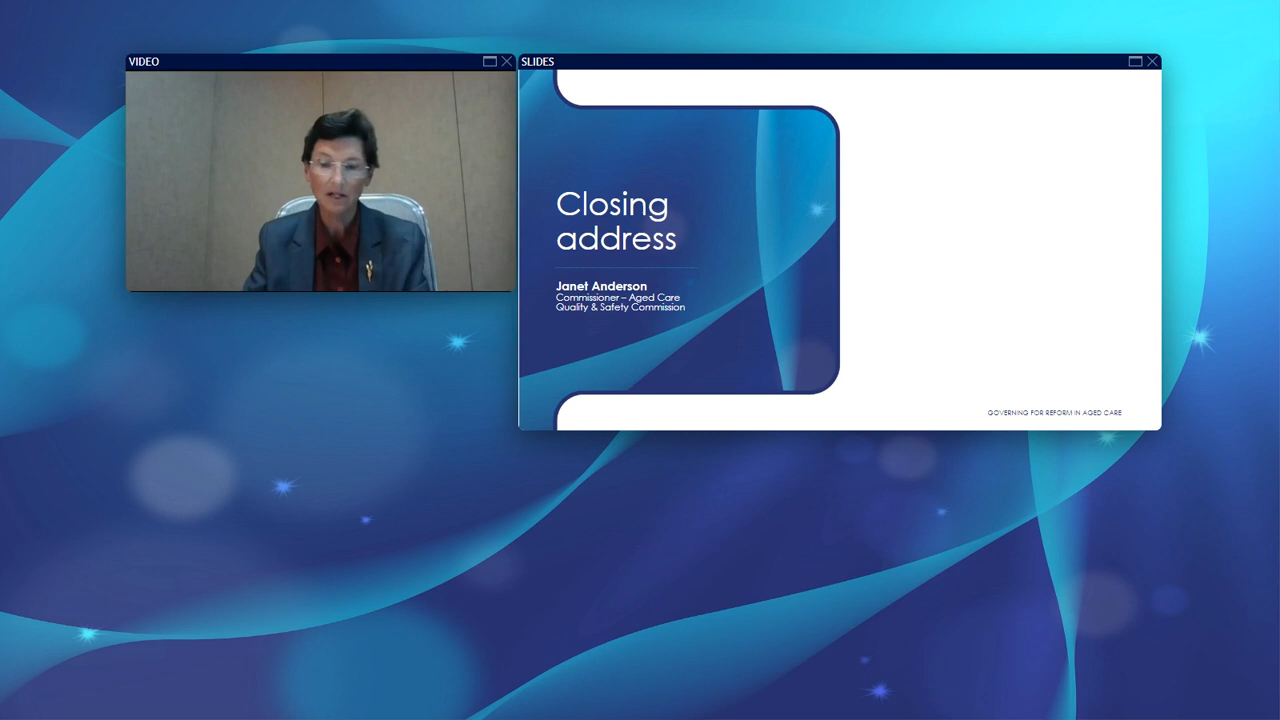 VIDEO
SLIDES
Closing
address
Janet Anderson
Commissioner – Aged Care
Quality & Safety Commission
GOVERNING FOR REFORM IN AGED CARE